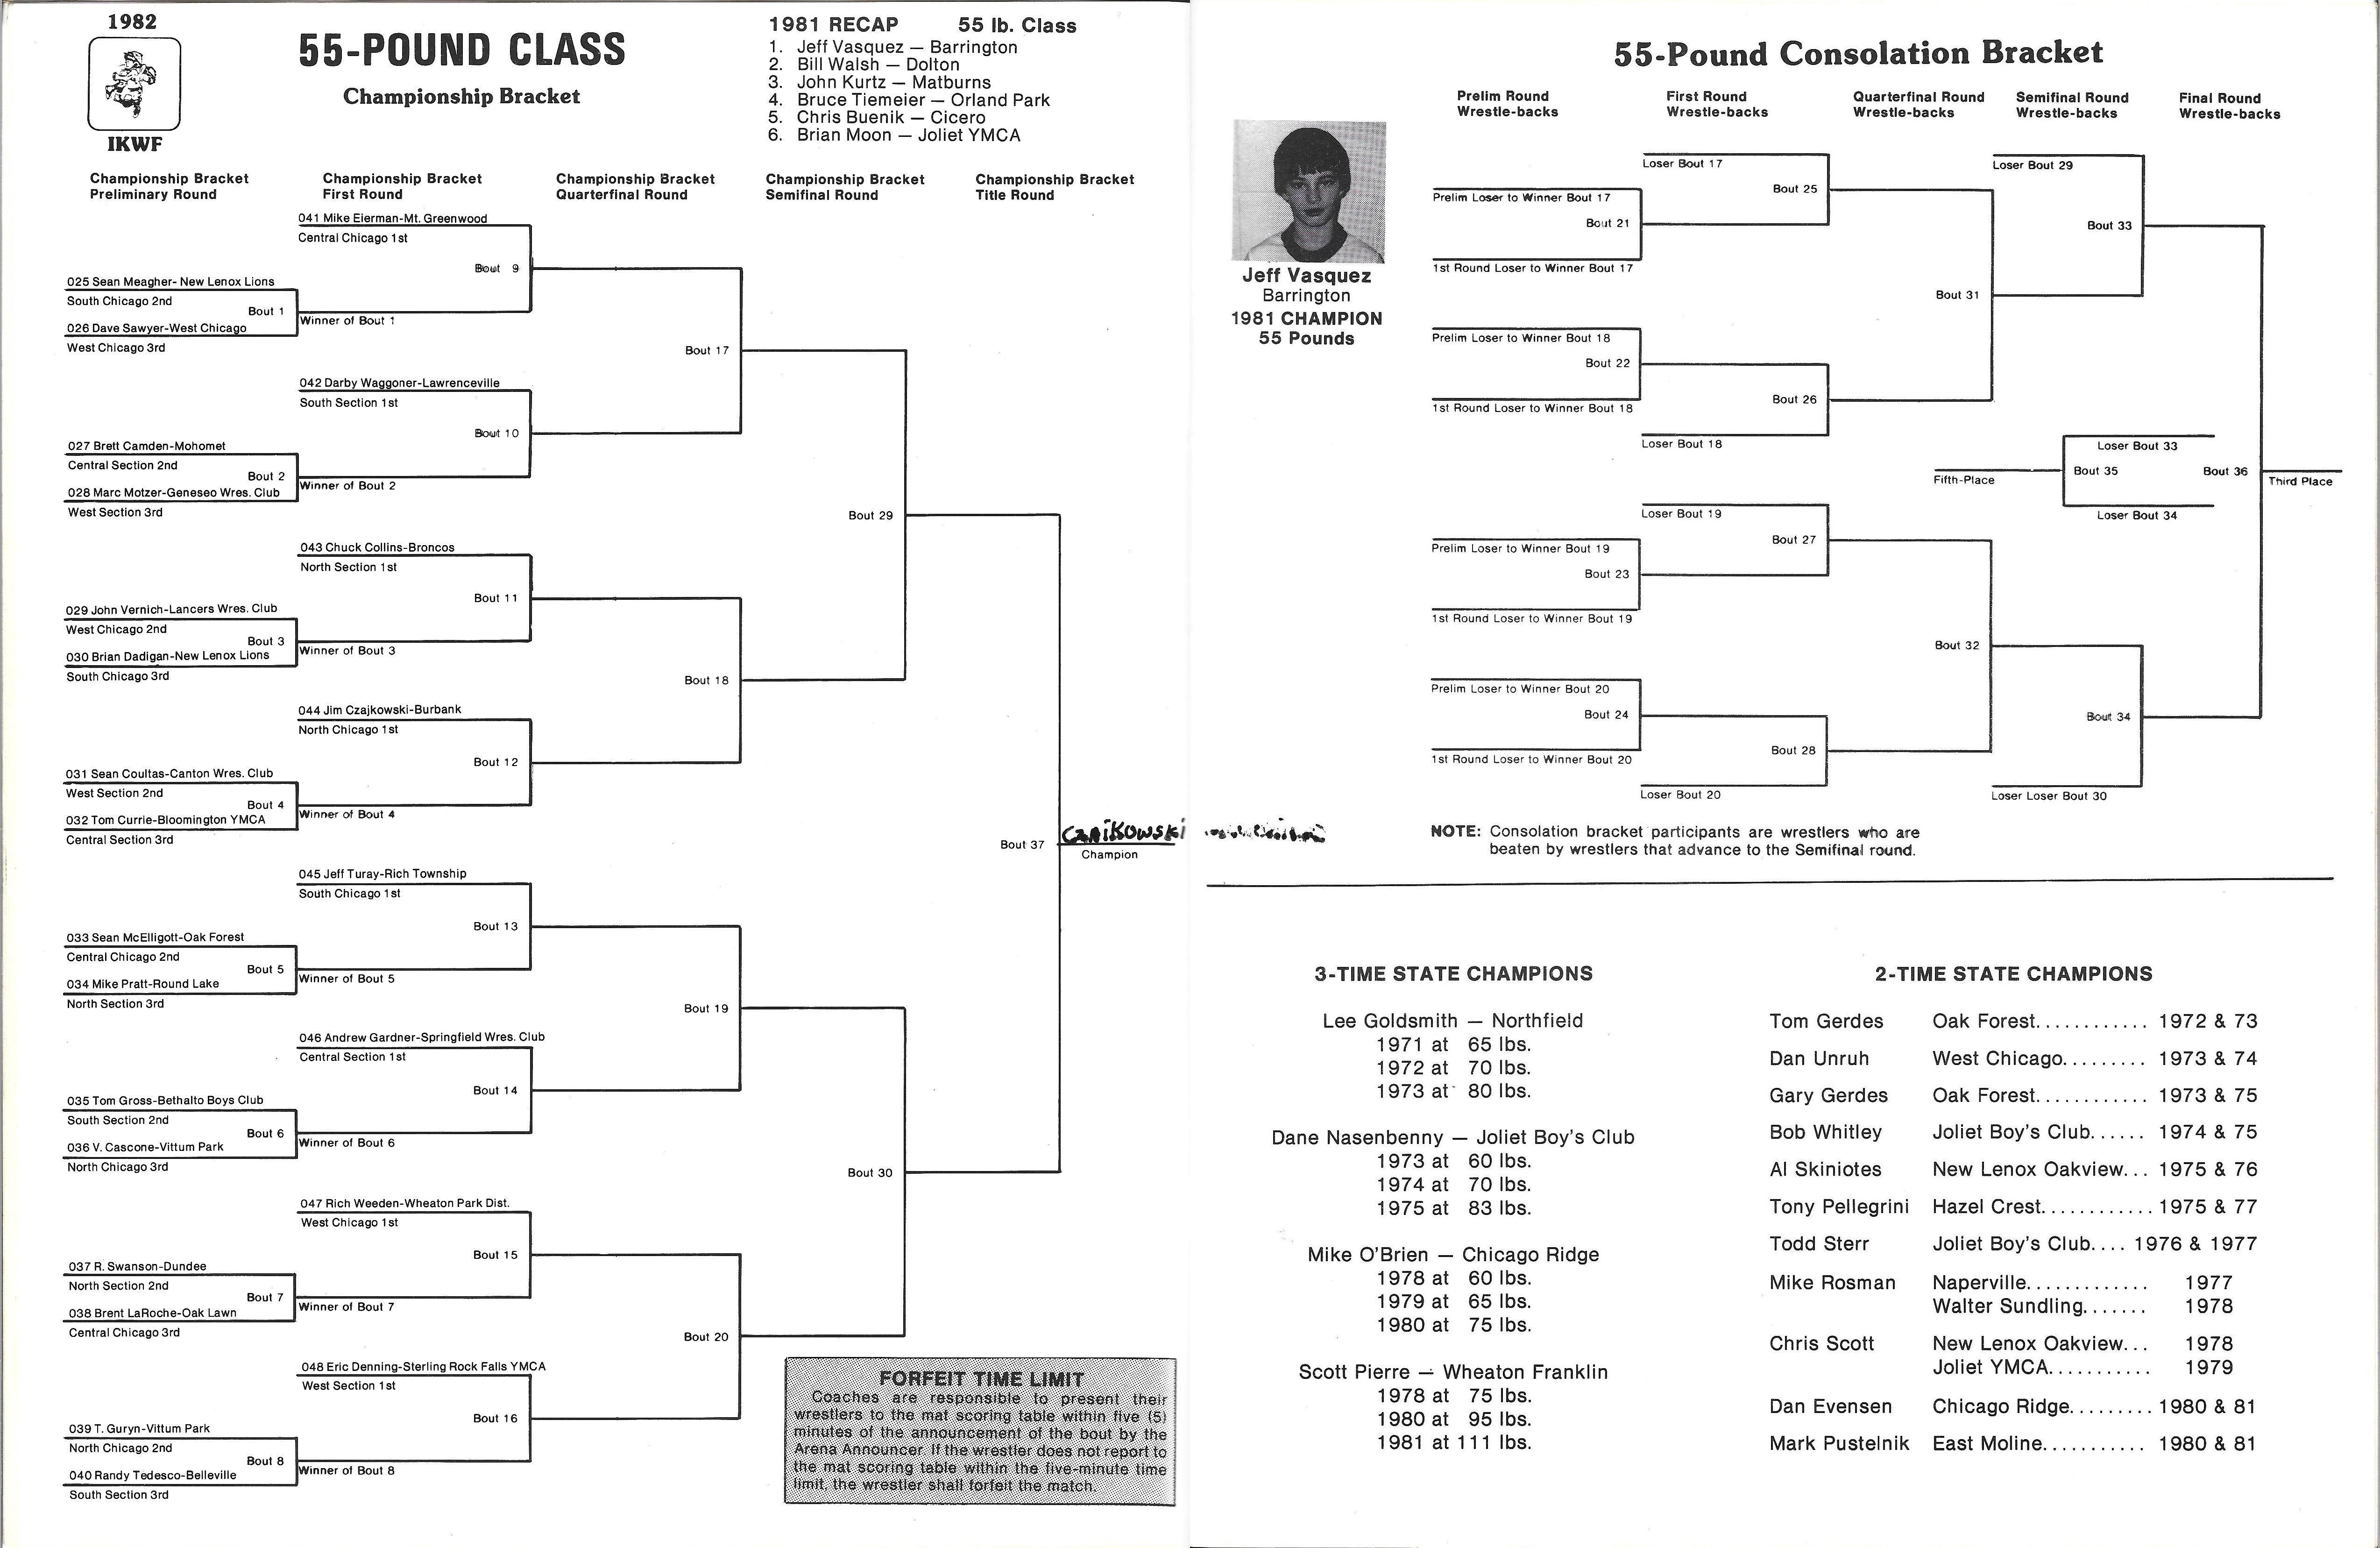 1982
IKWF
55-POUND CLASS
Championship Bracket
1981 RECAP 55 lb. Class
1. Jeff Vasquez — Barrington
2. Bill Walsh — Dolton
3. John Kurtz — Matburns
4. Bruce Tiemeier — Orland Park
5. Chris Buenik — Cicero
6. Brian Moon — Joliet YMCA
Championship Bracket
Preliminary Round
Championship Bracket
First Round
Championship Bracket
Quarterfinal Round
Championship Bracket
Semifinal Round
Championship Bracket
Title Round
041 Mike Eierman-Mt. Greenwood
Central Chicago 1st
Bout 9
025 Sean Meagher- New Lenox Lions
South Chicago 2nd
Bout 1
026 Dave Sawyer-West Chicago
West Chicago 3rd
Winner of Bout 1
Bout 17
042 Darby Waggoner-Lawrenceville
South Section 1st
Bout 10
027 Brett Camden-Mohomet
Central Section 2nd
Bout 2
028 Marc Motzer-Geneseo Wres. Club
West Section 3rd
Winner of Bout 2
Bout 29
043 Chuck Collins-Broncos
North Section 1st
Bout 11
029 John Vernich-Lancers Wres. Club
West Chicago 2nd
Bout 3
030 Brian Dadigan-New Lenox Lions
South Chicago 3rd
Winner of Bout 3
Bout 18
044 Jim Czajkowski-Burbank
North Chicago 1st
Bout 12
031 Sean Coultas-Canton Wres. Club
West Section 2nd
Bout 4
032 Tom Currie-Bloomington YMCA
Central Section 3rd
Winner of Bout 4
Bout 37
Champion
045 Jeff Turay-Rich Township
South Chicago 1st
Bout 13
033 Sean McElligott-Oak Forest
Central Chicago 2nd
Bout 5
034 Mike Pratt-Round Lake
North Section 3rd
Winner of Bout 5
Bout 19
046 Andrew Gardner-Springfield Wres. Club
Central Section 1st
Bout 14
035 Tom Gross-Bethalto Boys Club
South Section 2nd
Bout 6
036 V. Cascone-Vittum Park
North Chicago 3rd
Winner of Bout 6
Bout 30
047 Rich Weeden-Wheaton Park Dist.
West Chicago 1st
Bout 15
037 R. Swanson-Dundee
North Section 2nd
Bout 7
038 Brent LaRoche-Oak Lawn
Central Chicago 3rd
Winner of Bout 7
Bout 20
048 Eric Denning-Sterling Rock Falls YMCA
West Section 1st
Bout 16
039 T. Guryn-Vittum Park
North Chicago 2nd
Bout 8
040 Randy Tedesco-Belleville
South Section 3rd
Winner of Bout 8
FORFEIT TIME LIMIT
Coaches are responsible to present their
wrestlers to the mat scoring table within five (5)
minutes of the announcement of the bout by the
Arena Announcer. If the wrestler does not report to
the mat scoring table within the five-minute time
limit, the wrestler shall forfeit the match.
55-Pound Consolation Bracket
Prelim Round
Wrestle-backs
First Round
Wrestle-backs
Quarterfinal Round
Wrestle-backs
Semifinal Round
Wrestle-backs
Final Round
Wrestle-backs
Jeff Vasquez
Barrington
1981 CHAMPION
55 Pounds
Loser Bout 17
Prelim Loser to Winner Bout 17
Bout 21
1st Round Loser to Winner Bout 17
Bout 25
Loser Bout 29
Bout 33
Bout 31
Prelim Loser to Winner Bout 18
Bout 22
1st Round Loser to Winner Bout 18
Bout 26
Loser Bout 18
Loser Bout 33
Fifth-Place
Bout 35
Bout 36
Third Place
Loser Bout 34
Loser Bout 19
Prelim Loser to Winner Bout 19
Bout 23
1st Round Loser to Winner Bout 19
Bout 27
Bout 32
Prelim Loser to Winner Bout 20
Bout 24
1st Round Loser to Winner Bout 20
Bout 28
Loser Bout 20
Bout 34
Loser Loser Bout 30
NOTE: Consolation bracket participants are wrestlers who are
beaten by wrestlers that advance to the Semifinal round.
3-TIME STATE CHAMPIONS
Lee Goldsmith — Northfield
1971 at 65 lbs.
1972 at 70 lbs.
1973 at 80 lbs.
Dane Nasenbenny — Joliet Boy's Club
1973 at 60 lbs.
1974 at 70 lbs.
1975 at 83 lbs.
Mike O'Brien — Chicago Ridge
1978 at 60 lbs.
1979 at 65 lbs.
1980 at 75 lbs.
Scott Pierre — Wheaton Franklin
1978 at 75 lbs.
1980 at 95 lbs.
1981 at 111 lbs.
2-TIME STATE CHAMPIONS
Tom Gerdes Oak Forest............ 1972 & 73
Dan Unruh West Chicago......... 1973 & 74
Gary Gerdes Oak Forest............ 1973 & 75
Bob Whitley Joliet Boy's Club...... 1974 & 75
Al Skiniotes New Lenox Oakview... 1975 & 76
Tony Pellegrini Hazel Crest............ 1975 & 77
Todd Sterr Joliet Boy's Club.... 1976 & 1977
Mike Rosman Naperville............. 1977
Walter Sundling....... 1978
Chris Scott New Lenox Oakview... 1978
Joliet YMCA........... 1979
Dan Evensen Chicago Ridge......... 1980 & 81
Mark Pustelnik East Moline........... 1980 & 81